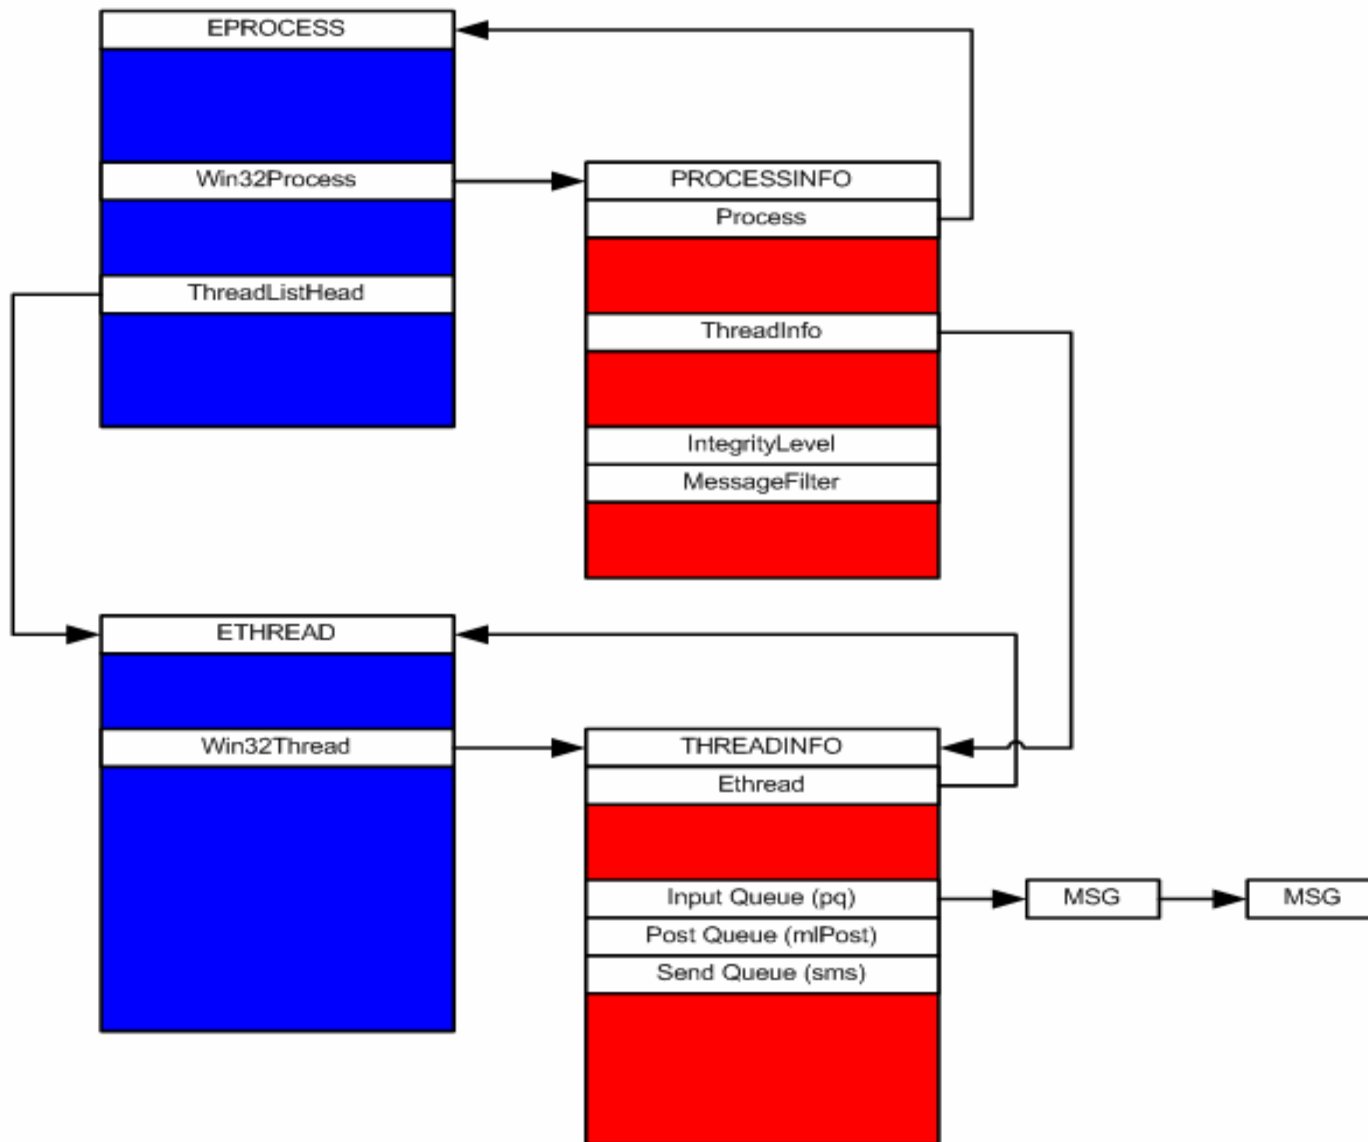 EPROCESS
Win32Process
ThreadListHead
PROCESSINFO
Process
ThreadInfo
IntegrityLevel
MessageFilter
ETHREAD
Win32Thread
THREADINFO
Ethread
Input Queue (pq)
Post Queue (mlPost)
Send Queue (sms)
MSG
MSG